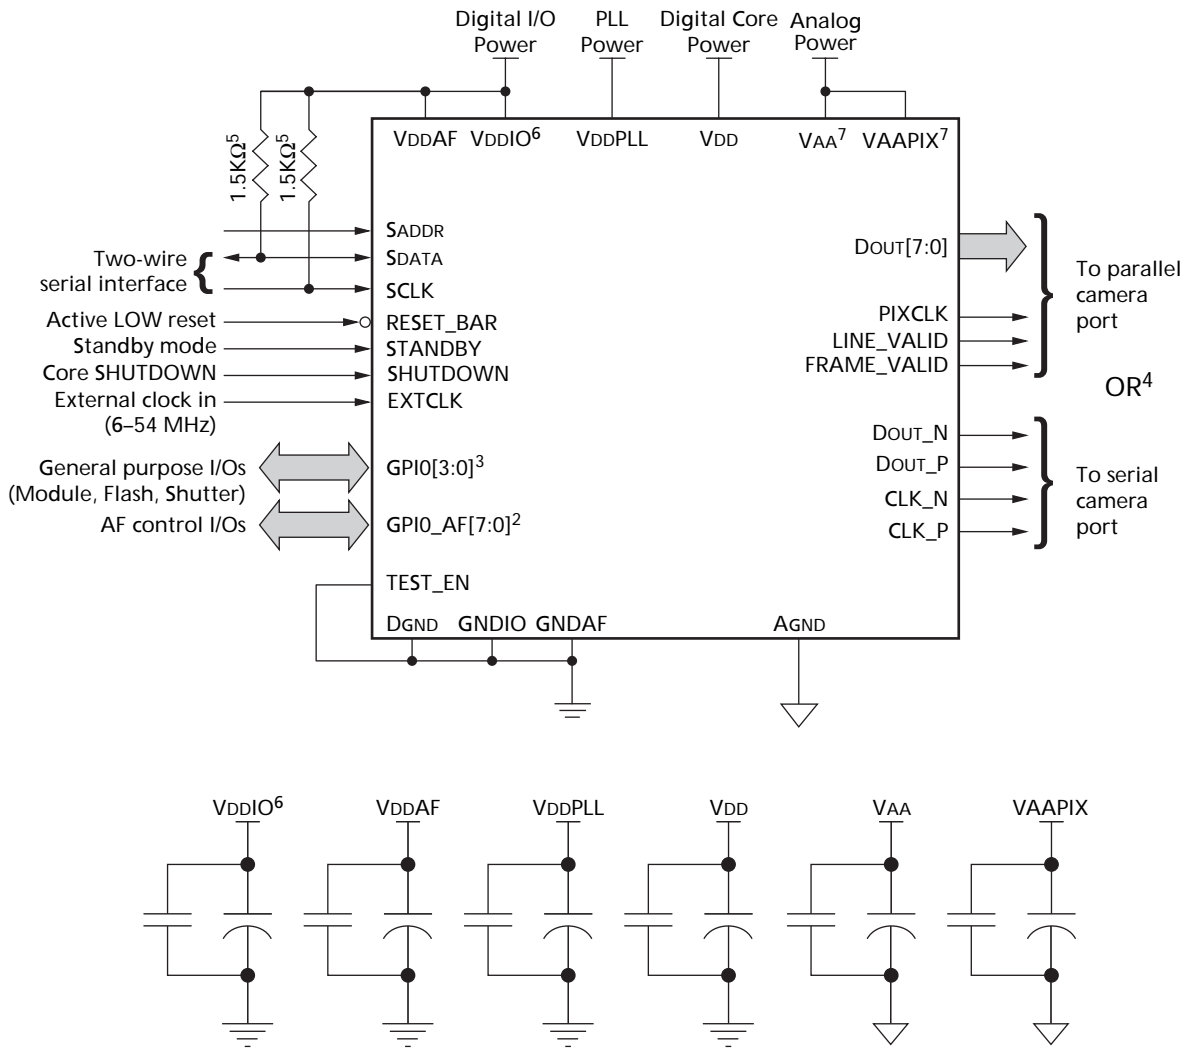 Digital I/O
Power
PLL
Power
Digital Core
Power
Analog
Power
VDDAF
VDDIO⁶
VDDPLL
VDD
VAA⁷
VAAPIX⁷
1.5KΩ⁵
1.5KΩ⁵
SADDR
SDATA
SCLK
RESET_BAR
STANDBY
SHUTDOWN
EXTCLK
GPI0[3:0]³
GPI0_AF[7:0]²
TEST_EN
Two-wire
serial interface
{
Active LOW reset
Standby mode
Core SHUTDOWN
External clock in
(6–54 MHz)
General purpose I/Os
(Module, Flash, Shutter)
AF control I/Os
DOUT[7:0]
PIXCLK
LINE_VALID
FRAME_VALID
}
To parallel
camera
port
OR⁴
DOUT_N
DOUT_P
CLK_N
CLK_P
}
To serial
camera
port
DGND
GNDIO
GNDAF
AGND
VDDIO⁶
VDDAF
VDDPLL
VDD
VAA
VAAPIX